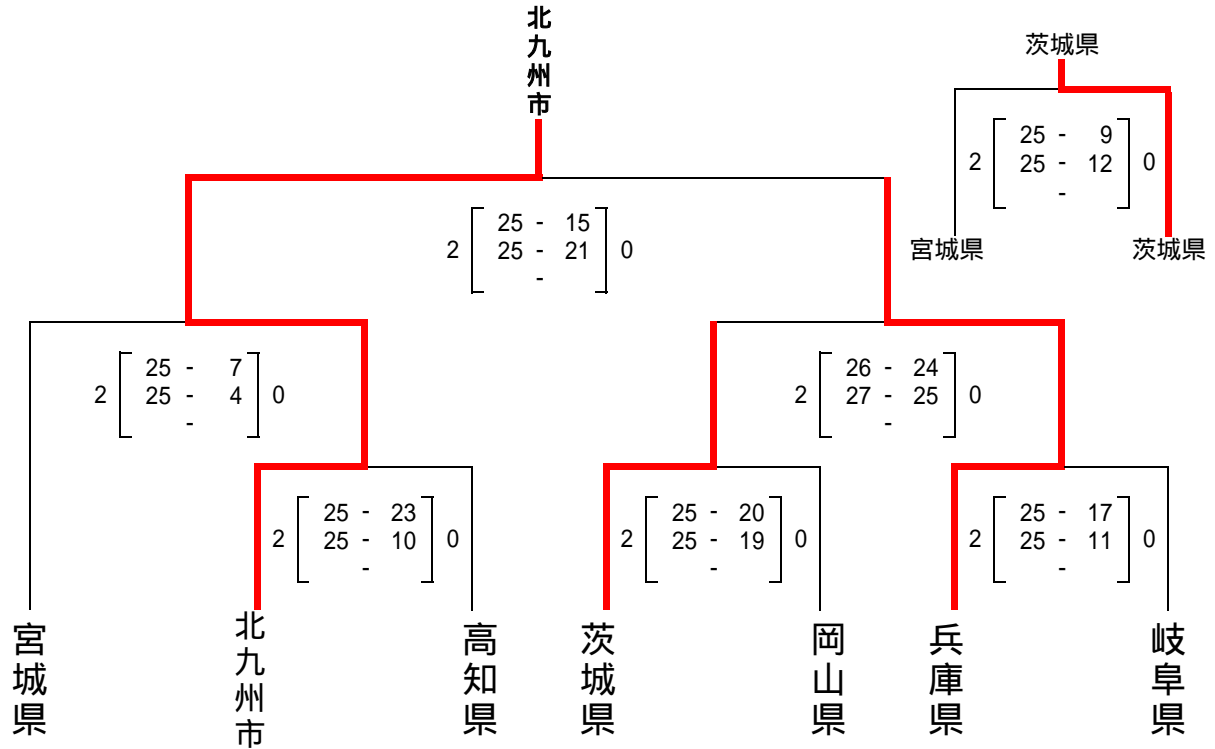 北九州市
茨城県
2 25 - 9 0
25 - 12
-
宮城県 茨城県
2 25 - 15 0
25 - 21
-
2 25 - 7 0
25 - 4
-
2 26 - 24 0
27 - 25
-
2 25 - 23 0
25 - 10
-
2 25 - 20 0
25 - 19
-
2 25 - 17 0
25 - 11
-
宮城県
北九州市
高知県
茨城県
岡山県
兵庫県
岐阜県